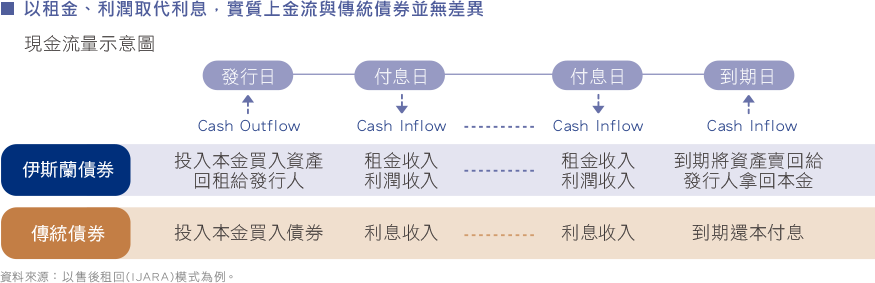 以租金、利潤取代利息，實質上金流與傳統債券並無差異
現金流量示意圖
發行日 付息日 付息日 到期日
Cash Outflow Cash Inflow Cash Inflow Cash Inflow
伊斯蘭債券
投入本金買入資產 租金收入 租金收入 到期將資產賣回給
回租給發行人 利潤收入 利潤收入 發行人拿回本金
傳統債券 投入本金買入債券 利息收入 利息收入 到期還本付息
資料來源：以售後租回(IJARA)模式為例。